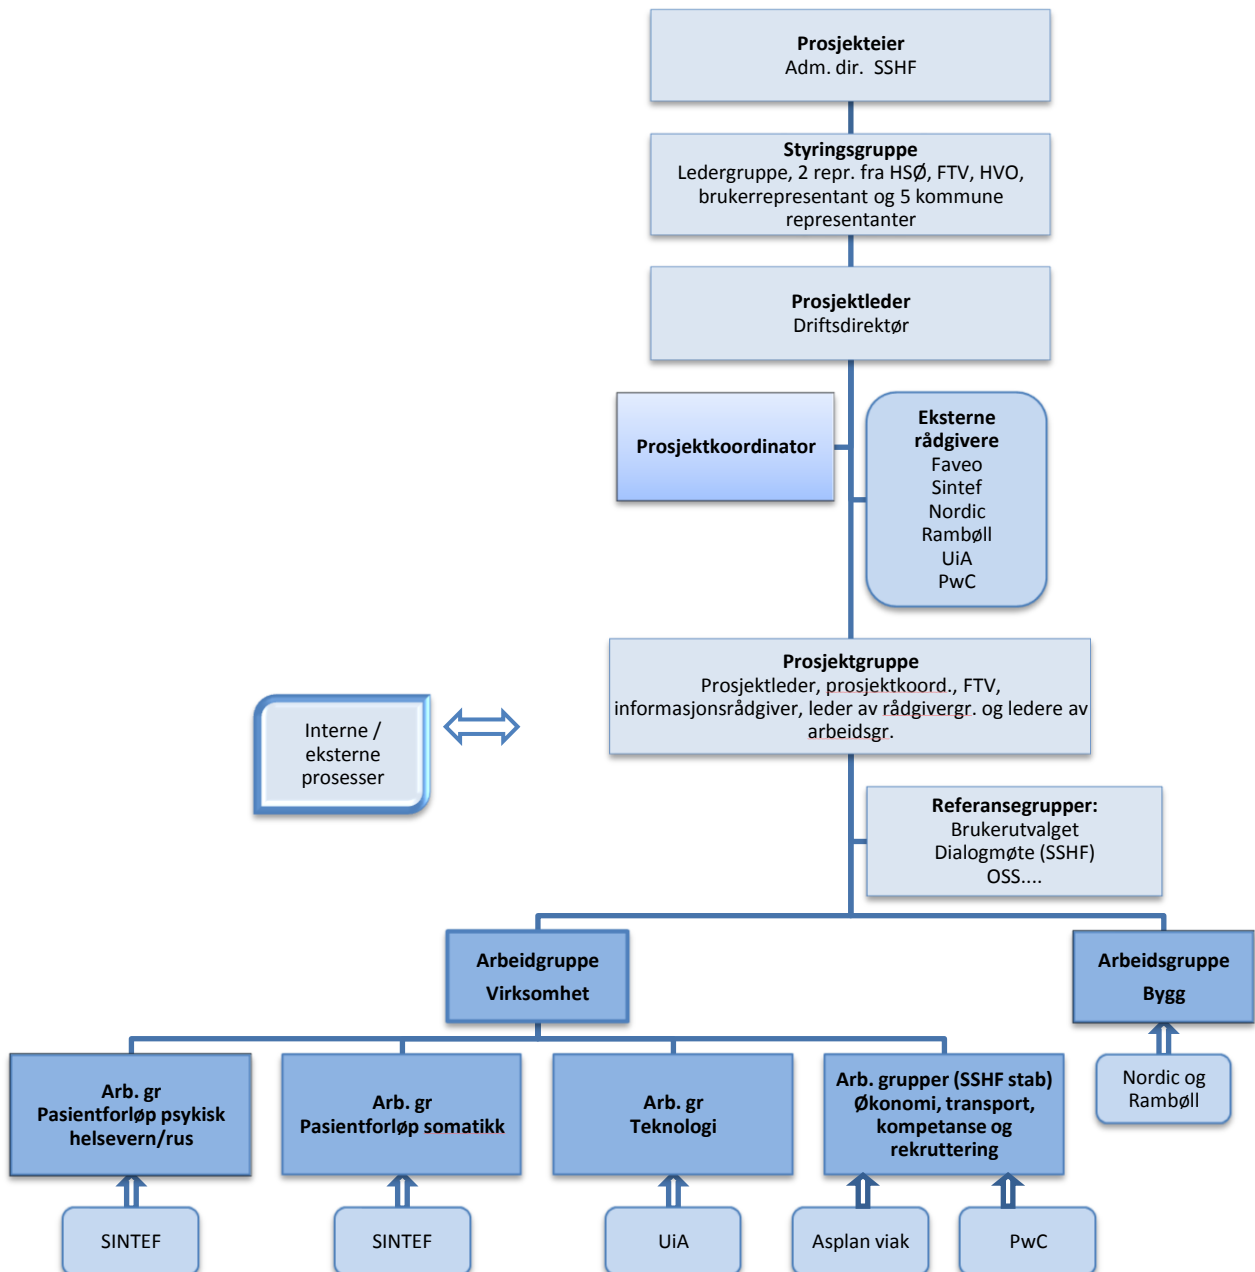 Prosjekteier
Adm. dir. SSHF
Styringsgruppe
Ledergruppe, 2 repr. fra HSØ, FTV, HVO,
brukerrepresentant og 5 kommune
representanter
Prosjektleder
Driftsdirektør
Prosjektkoordinator
Eksterne
rådgivere
Faveo
Sintef
Nordic
Rambøll
UiA
PwC
Prosjektgruppe
Prosjektleder, prosjektkoord., FTV,
informasjonsrådgiver, leder av rådgivergr. og ledere av
arbeidsgr.
Interne /
eksterne
prosesser
Referansegrupper:
Brukerutvalget
Dialogmøte (SSHF)
OSS....
Arbeidgruppe
Virksomhet
Arbeidsgruppe
Bygg
Arb. gr
Pasientforløp psykisk
helsevern/rus
Arb. gr
Pasientforløp somatikk
Arb. gr
Teknologi
Arb. grupper (SSHF stab)
Økonomi, transport,
kompetanse og
rekruttering
Nordic og
Rambøll
SINTEF
SINTEF
UiA
Asplan viak
PwC